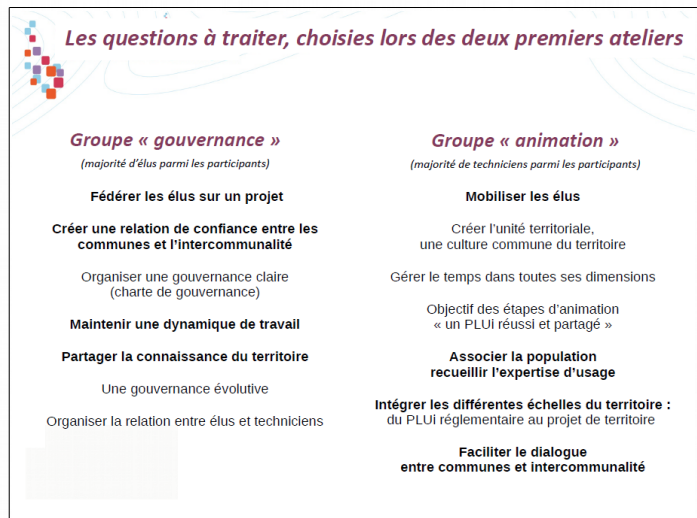 Les questions à traiter, choisies lors des deux premiers ateliers
Groupe « gouvernance »
(majorité d'élus parmi les participants)
Fédérer les élus sur un projet
Créer une relation de confiance entre les
communes et l'intercommunalité
Organiser une gouvernance claire
(charte de gouvernance)
Maintenir une dynamique de travail
Partager la connaissance du territoire
Une gouvernance évolutive
Organiser la relation entre élus et techniciens
Groupe « animation »
(majorité de techniciens parmi les participants)
Mobiliser les élus
Créer l'unité territoriale,
une culture commune du territoire
Gérer le temps dans toutes ses dimensions
Objectif des étapes d'animation
« un PLUi réussi et partagé »
Associer la population
recueillir l'expertise d'usage
Intégrer les différentes échelles du territoire :
du PLUi réglementaire au projet de territoire
Faciliter le dialogue
entre communes et intercommunalité